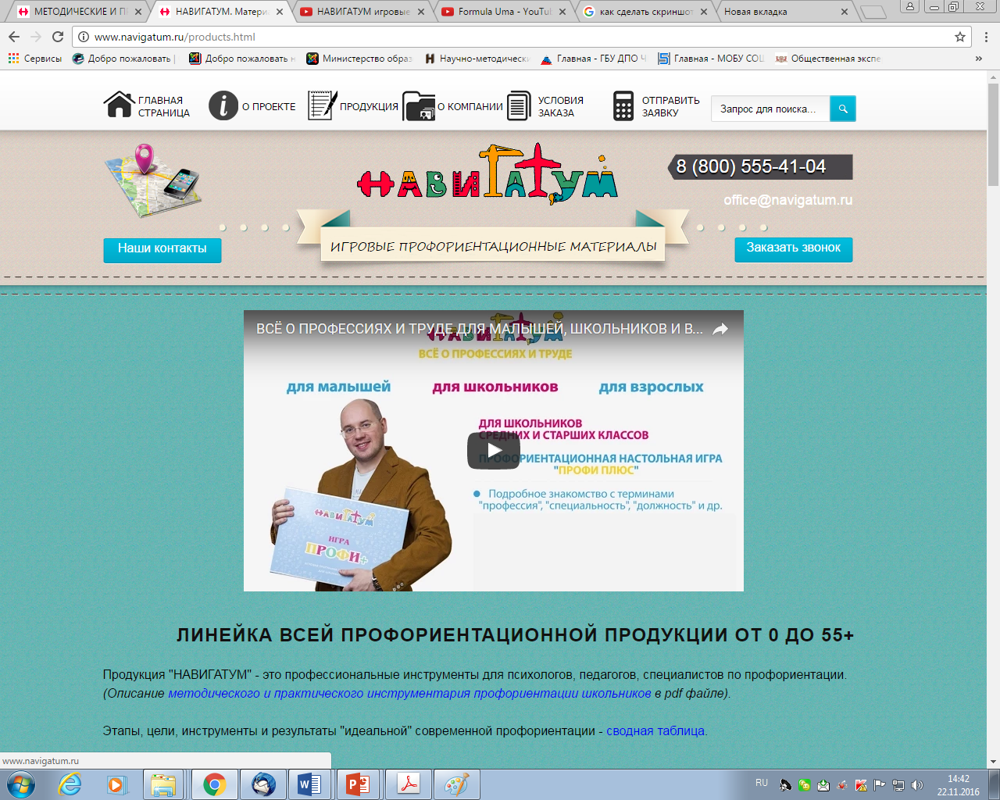 МЕТОДИЧЕСКИЕ И П
НАВИГАТУМ. Матери
НАВИГАТУМ игровые
Formula Uma - YouTu
как сделать скриншот
Новая вкладка
www.navigatum.ru/products.html
Сервисы
Добро пожаловать |
Добро пожаловать н
Министерство образ
Научно-методически
Главная - ГБУ ДПО Ч
Главная - МОБУ СОШ
Общественная экспе
ГЛАВНАЯ
СТРАНИЦА
О ПРОЕКТЕ
ПРОДУКЦИЯ
О КОМПАНИИ
УСЛОВИЯ
ЗАКАЗА
ОТПРАВИТЬ
ЗАЯВКУ
Запрос для поиска...
НАВИГАТУМ
8 (800) 555-41-04
office@navigatum.ru
Наши контакты
ИГРОВЫЕ ПРОФОРИЕНТАЦИОННЫЕ МАТЕРИАЛЫ
Заказать звонок
ВСЁ О ПРОФЕССИЯХ И ТРУДЕ ДЛЯ МАЛЫШЕЙ, ШКОЛЬНИКОВ И В...
НАВИГАТУМ
ВСЁ О ПРОФЕССИЯХ И ТРУДЕ
для малышей
для школьников
для взрослых
ДЛЯ ШКОЛЬНИКОВ
СРЕДНИХ И СТАРШИХ КЛАССОВ
ПРОФОРИЕНТАЦИОННАЯ НАСТОЛЬНАЯ ИГРА
"ПРОФИ ПЛЮС"
Подробное знакомство с терминами
"профессия", "специальность", "должность" и др.
НАВИГАТУМ
ИГРА
ПРОФИ+
ЛИНЕЙКА ВСЕЙ ПРОФОРИЕНТАЦИОННОЙ ПРОДУКЦИИ ОТ 0 ДО 55+
Продукция "НАВИГАТУМ" - это профессиональные инструменты для психологов, педагогов, специалистов по профориентации.
(Описание методического и практического инструментария профориентации школьников в pdf файле).
Этапы, цели, инструменты и результаты "идеальной" современной профориентации - сводная таблица.
www.navigatum.ru
RU
14:42
22.11.2016